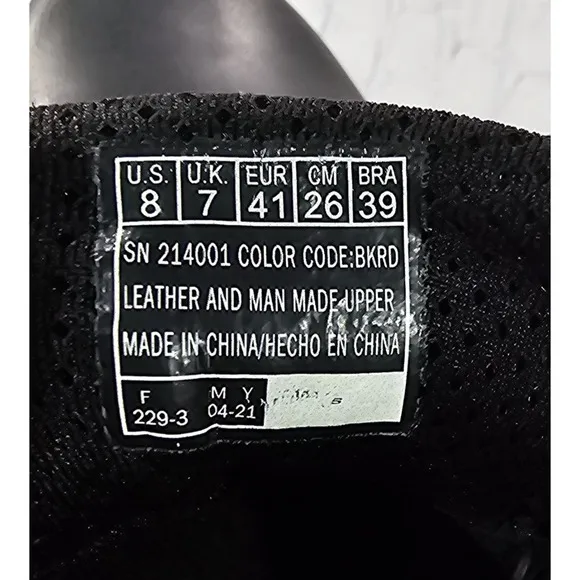 U.S. U.K. EUR CM BRA
8 7 41 26 39
SN 214001 COLOR CODE:BKRD
LEATHER AND MAN MADE UPPER
MADE IN CHINA/HECHO EN CHINA
F M Y
229-3 04-21